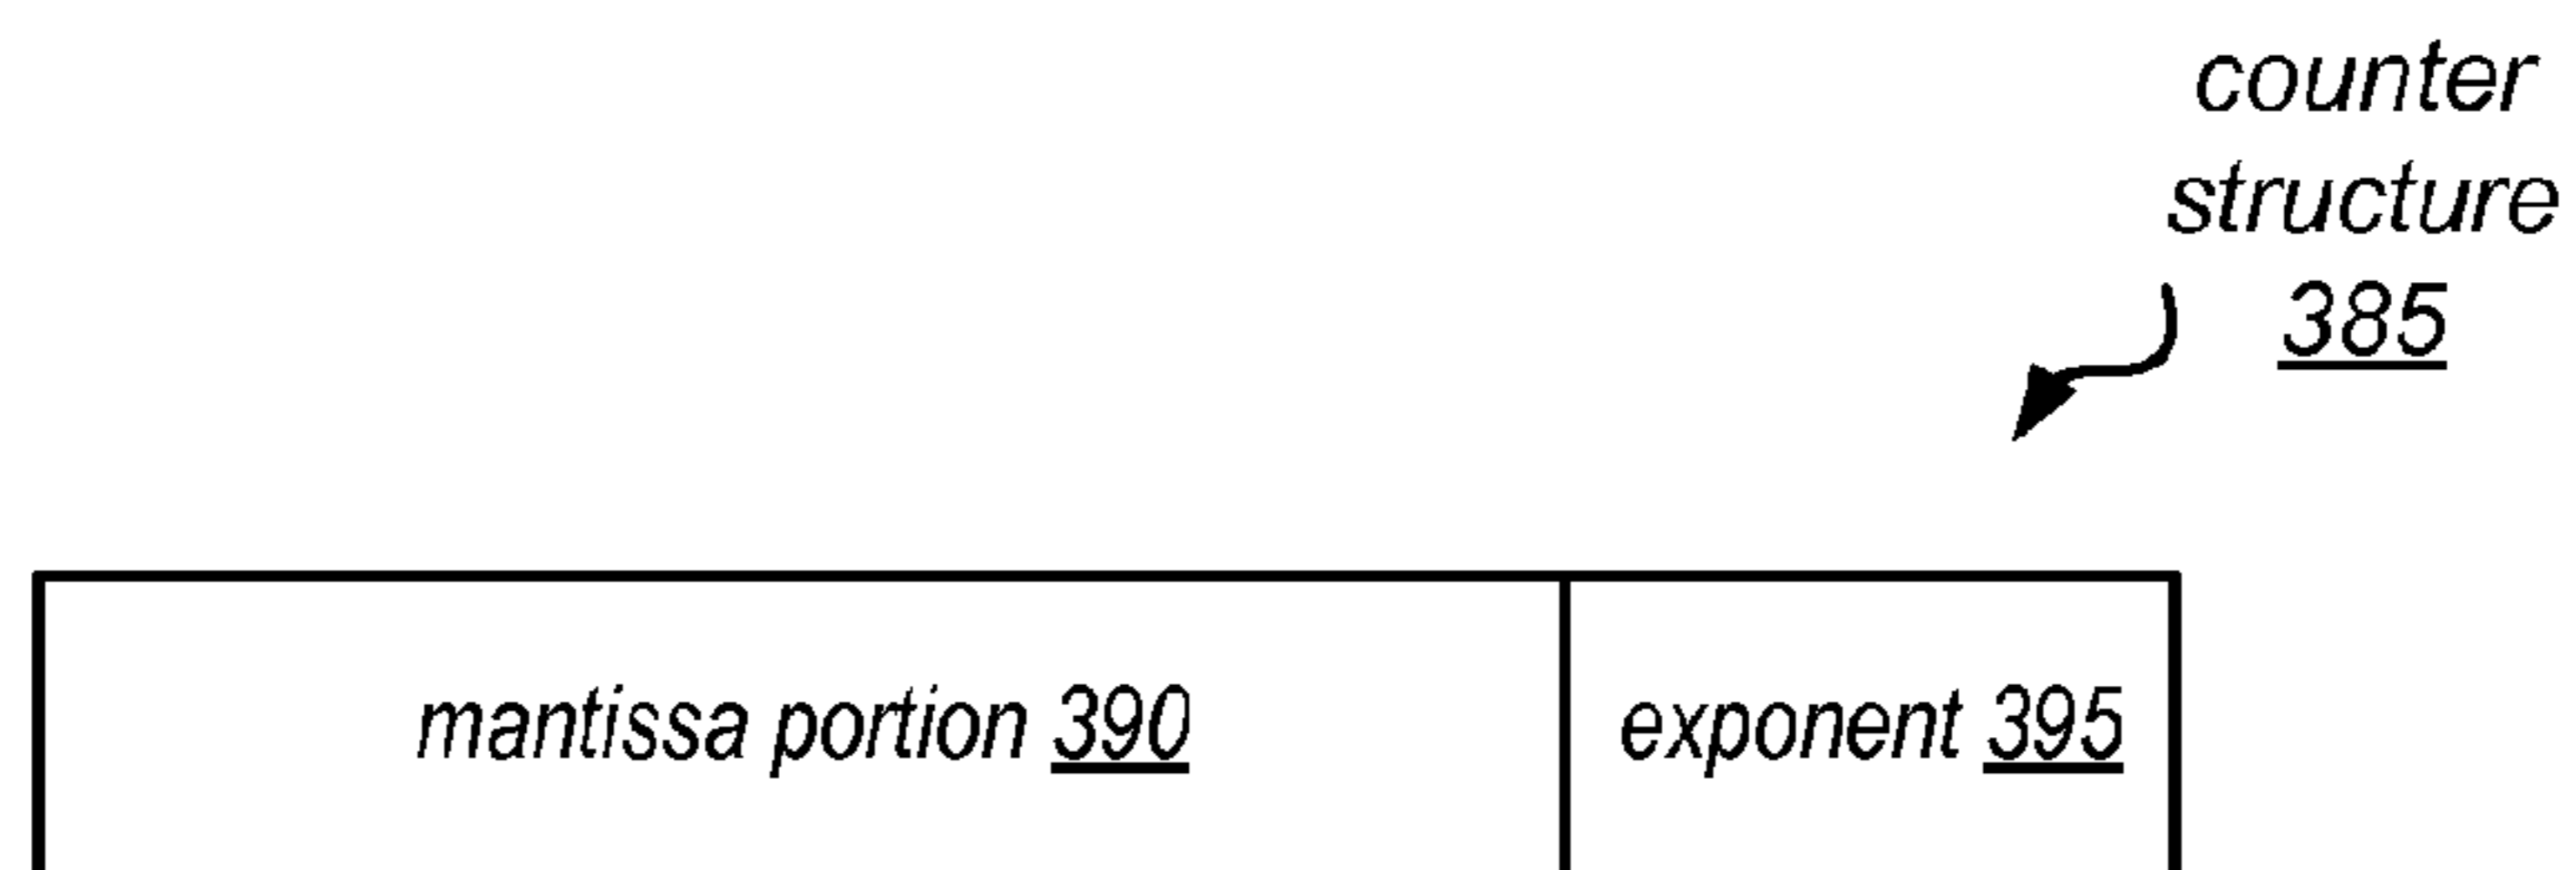 counter
structure
385
mantissa portion 390
exponent 395